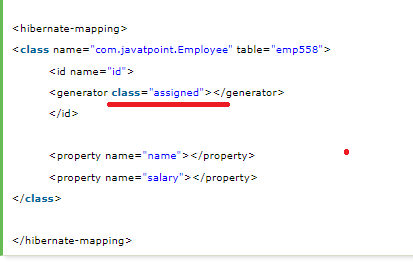 <hibernate-mapping>
<class name="com.javatpoint.Employee" table="emp558">
<id name="id">
<generator class="assigned"></generator>
</id>
<property name="name"></property>
<property name="salary"></property>
</class>
</hibernate-mapping>